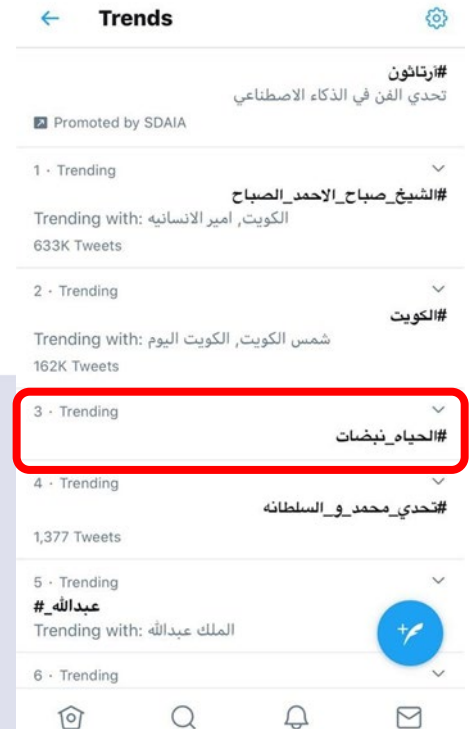 Trends
#آرتاثون
تحدي الفن في الذكاء الاصطناعي
Promoted by SDAIA
1 · Trending
#الشيخ_صباح_الاحمد_الصباح
Trending with: الكويت, امير الانسانيه
633K Tweets
2 · Trending
#الكويت
Trending with: شمس الكويت, الكويت اليوم
162K Tweets
3 · Trending
#الحياه_نبضات
4 · Trending
#تحدي_محمد_و_السلطانه
1,377 Tweets
5 · Trending
عبدالله_#
Trending with: الملك عبدالله
6 · Trending